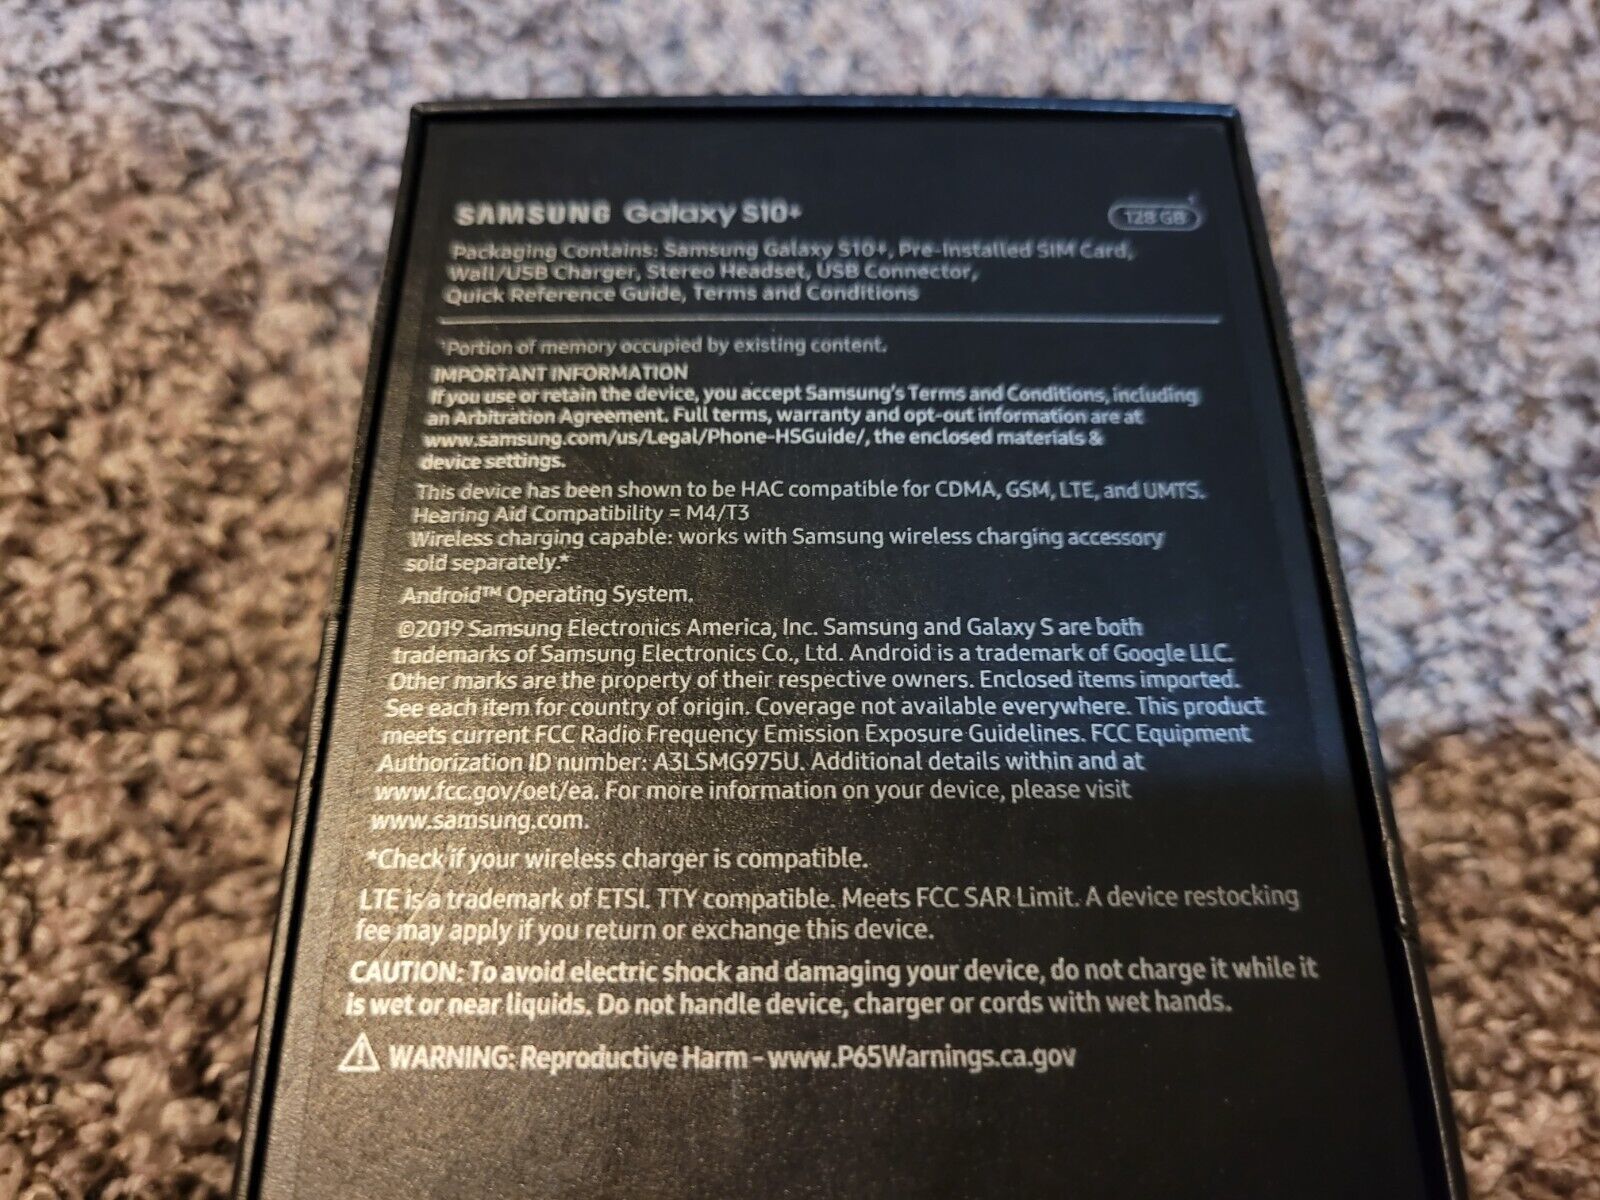 SAMSUNG Galaxy S10+ 128 GB¹
Packaging Contains: Samsung Galaxy S10+, Pre-Installed SIM Card,
Wall/USB Charger, Stereo Headset, USB Connector,
Quick Reference Guide, Terms and Conditions
¹Portion of memory occupied by existing content.
IMPORTANT INFORMATION
If you use or retain the device, you accept Samsung's Terms and Conditions, including
an Arbitration Agreement. Full terms, warranty and opt-out information are at
www.samsung.com/us/Legal/Phone-HSGuide/, the enclosed materials &
device settings.
This device has been shown to be HAC compatible for CDMA, GSM, LTE, and UMTS.
Hearing Aid Compatibility = M4/T3
Wireless charging capable: works with Samsung wireless charging accessory
sold separately.*
Android™ Operating System.
©2019 Samsung Electronics America, Inc. Samsung and Galaxy S are both
trademarks of Samsung Electronics Co., Ltd. Android is a trademark of Google LLC.
Other marks are the property of their respective owners. Enclosed items imported.
See each item for country of origin. Coverage not available everywhere. This product
meets current FCC Radio Frequency Emission Exposure Guidelines. FCC Equipment
Authorization ID number: A3LSMG975U. Additional details within and at
www.fcc.gov/oet/ea. For more information on your device, please visit
www.samsung.com.
*Check if your wireless charger is compatible.
LTE is a trademark of ETSI. TTY compatible. Meets FCC SAR Limit. A device restocking
fee may apply if you return or exchange this device.
CAUTION: To avoid electric shock and damaging your device, do not charge it while it
is wet or near liquids. Do not handle device, charger or cords with wet hands.
⚠ WARNING: Reproductive Harm - www.P65Warnings.ca.gov